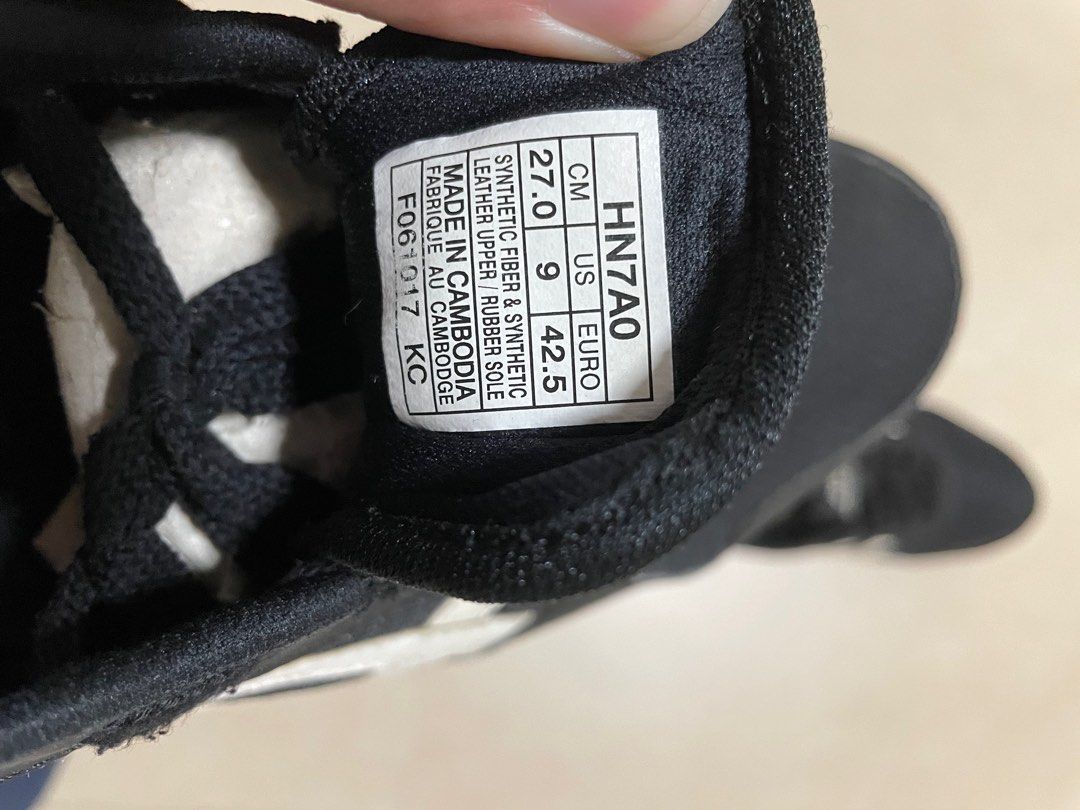 HN7A0
CM US EURO
27.0 9 42.5
SYNTHETIC FIBER & SYNTHETIC
LEATHER UPPER / RUBBER SOLE
MADE IN CAMBODIA
FABRIQUE AU CAMBODGE
F061017 KC